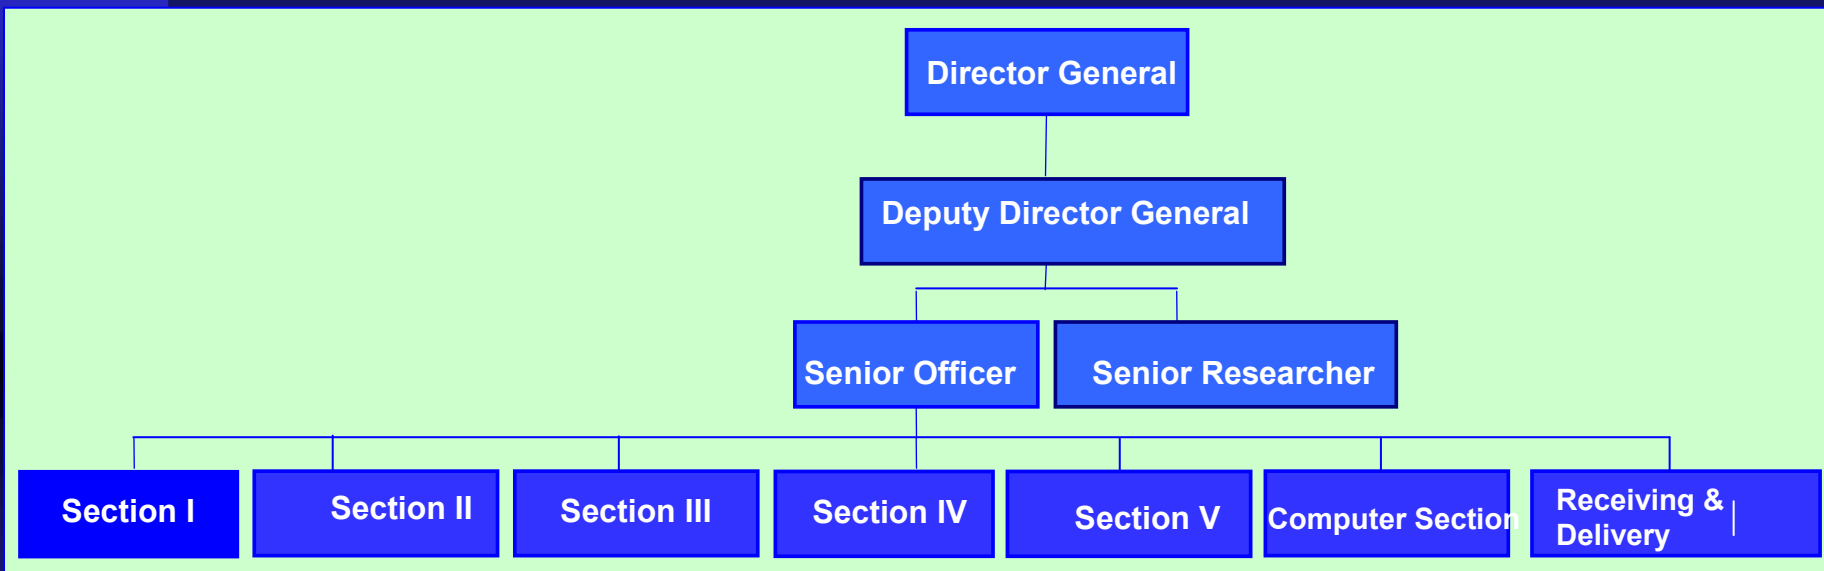 Director General
Deputy Director General
Senior Officer
Senior Researcher
Section I
Section II
Section III
Section IV
Section V
Computer Section
Receiving &
Delivery